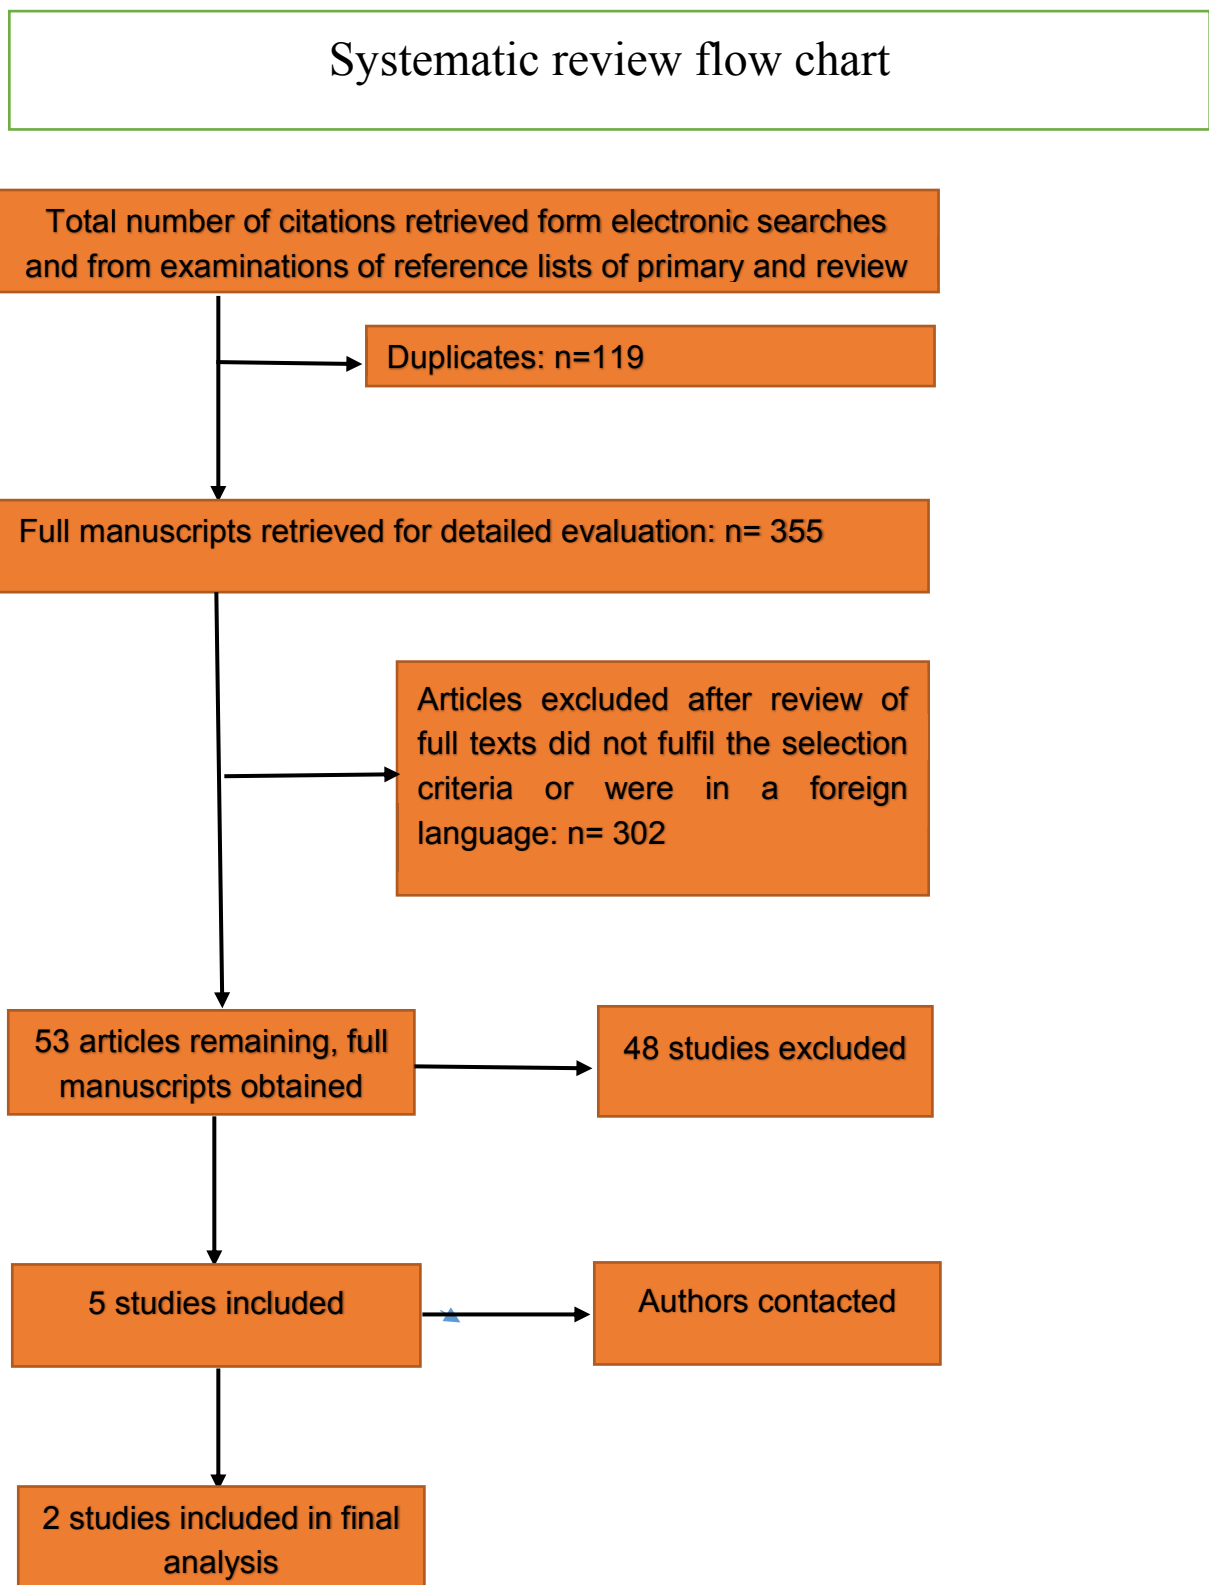 Systematic review flow chart
Total number of citations retrieved form electronic searches
and from examinations of reference lists of primary and review
Duplicates: n=119
Full manuscripts retrieved for detailed evaluation: n= 355
Articles excluded after review of
full texts did not fulfil the selection
criteria or were in a foreign
language: n= 302
53 articles remaining, full
manuscripts obtained
48 studies excluded
5 studies included
Authors contacted
2 studies included in final
analysis